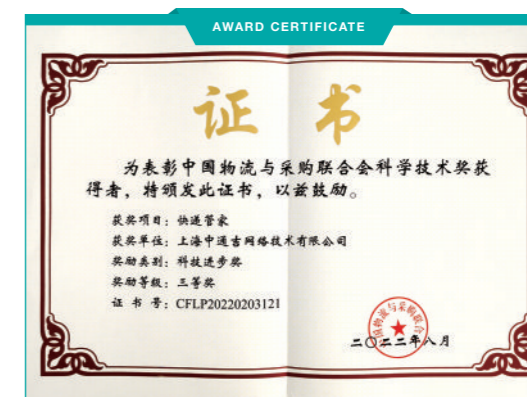 AWARD CERTIFICATE
证书
为表彰中国物流与采购联合会科学技术奖获
得者，特颁发此证书，以兹鼓励。
获奖项目：快递管家
获奖单位：上海中通吉网络技术有限公司
奖励类别：科技进步奖
奖励等级：三等奖
证 书 号：CFLP20220203121
二〇二二年八月